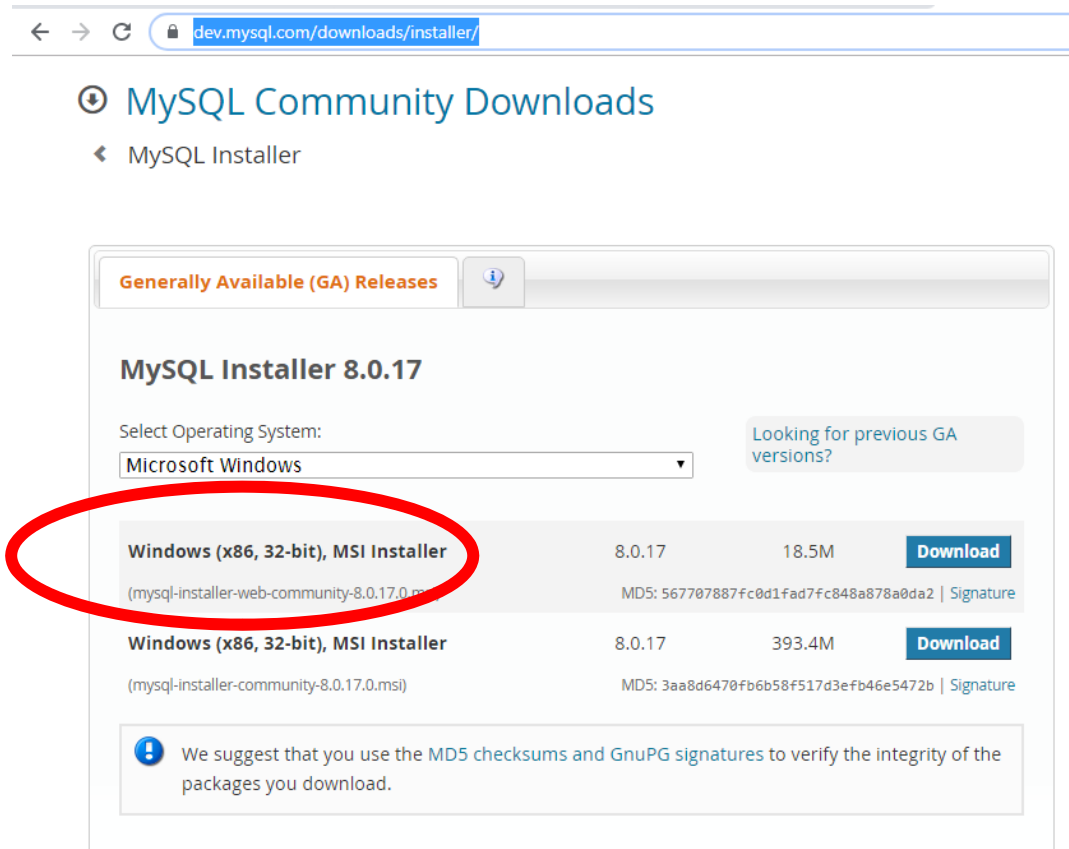 dev.mysql.com/downloads/installer/
MySQL Community Downloads
MySQL Installer
Generally Available (GA) Releases
MySQL Installer 8.0.17
Select Operating System:
Looking for previous GA
versions?
Microsoft Windows
Windows (x86, 32-bit), MSI Installer 8.0.17 18.5M Download
(mysql-installer-web-community-8.0.17.0 MD5: 567707887fc0d1fad7fc848a878a0da2 | Signature
Windows (x86, 32-bit), MSI Installer 8.0.17 393.4M Download
(mysql-installer-community-8.0.17.0.msi) MD5: 3aa8d6470fb6b58f517d3efb46e5472b | Signature
We suggest that you use the MD5 checksums and GnuPG signatures to verify the integrity of the
packages you download.